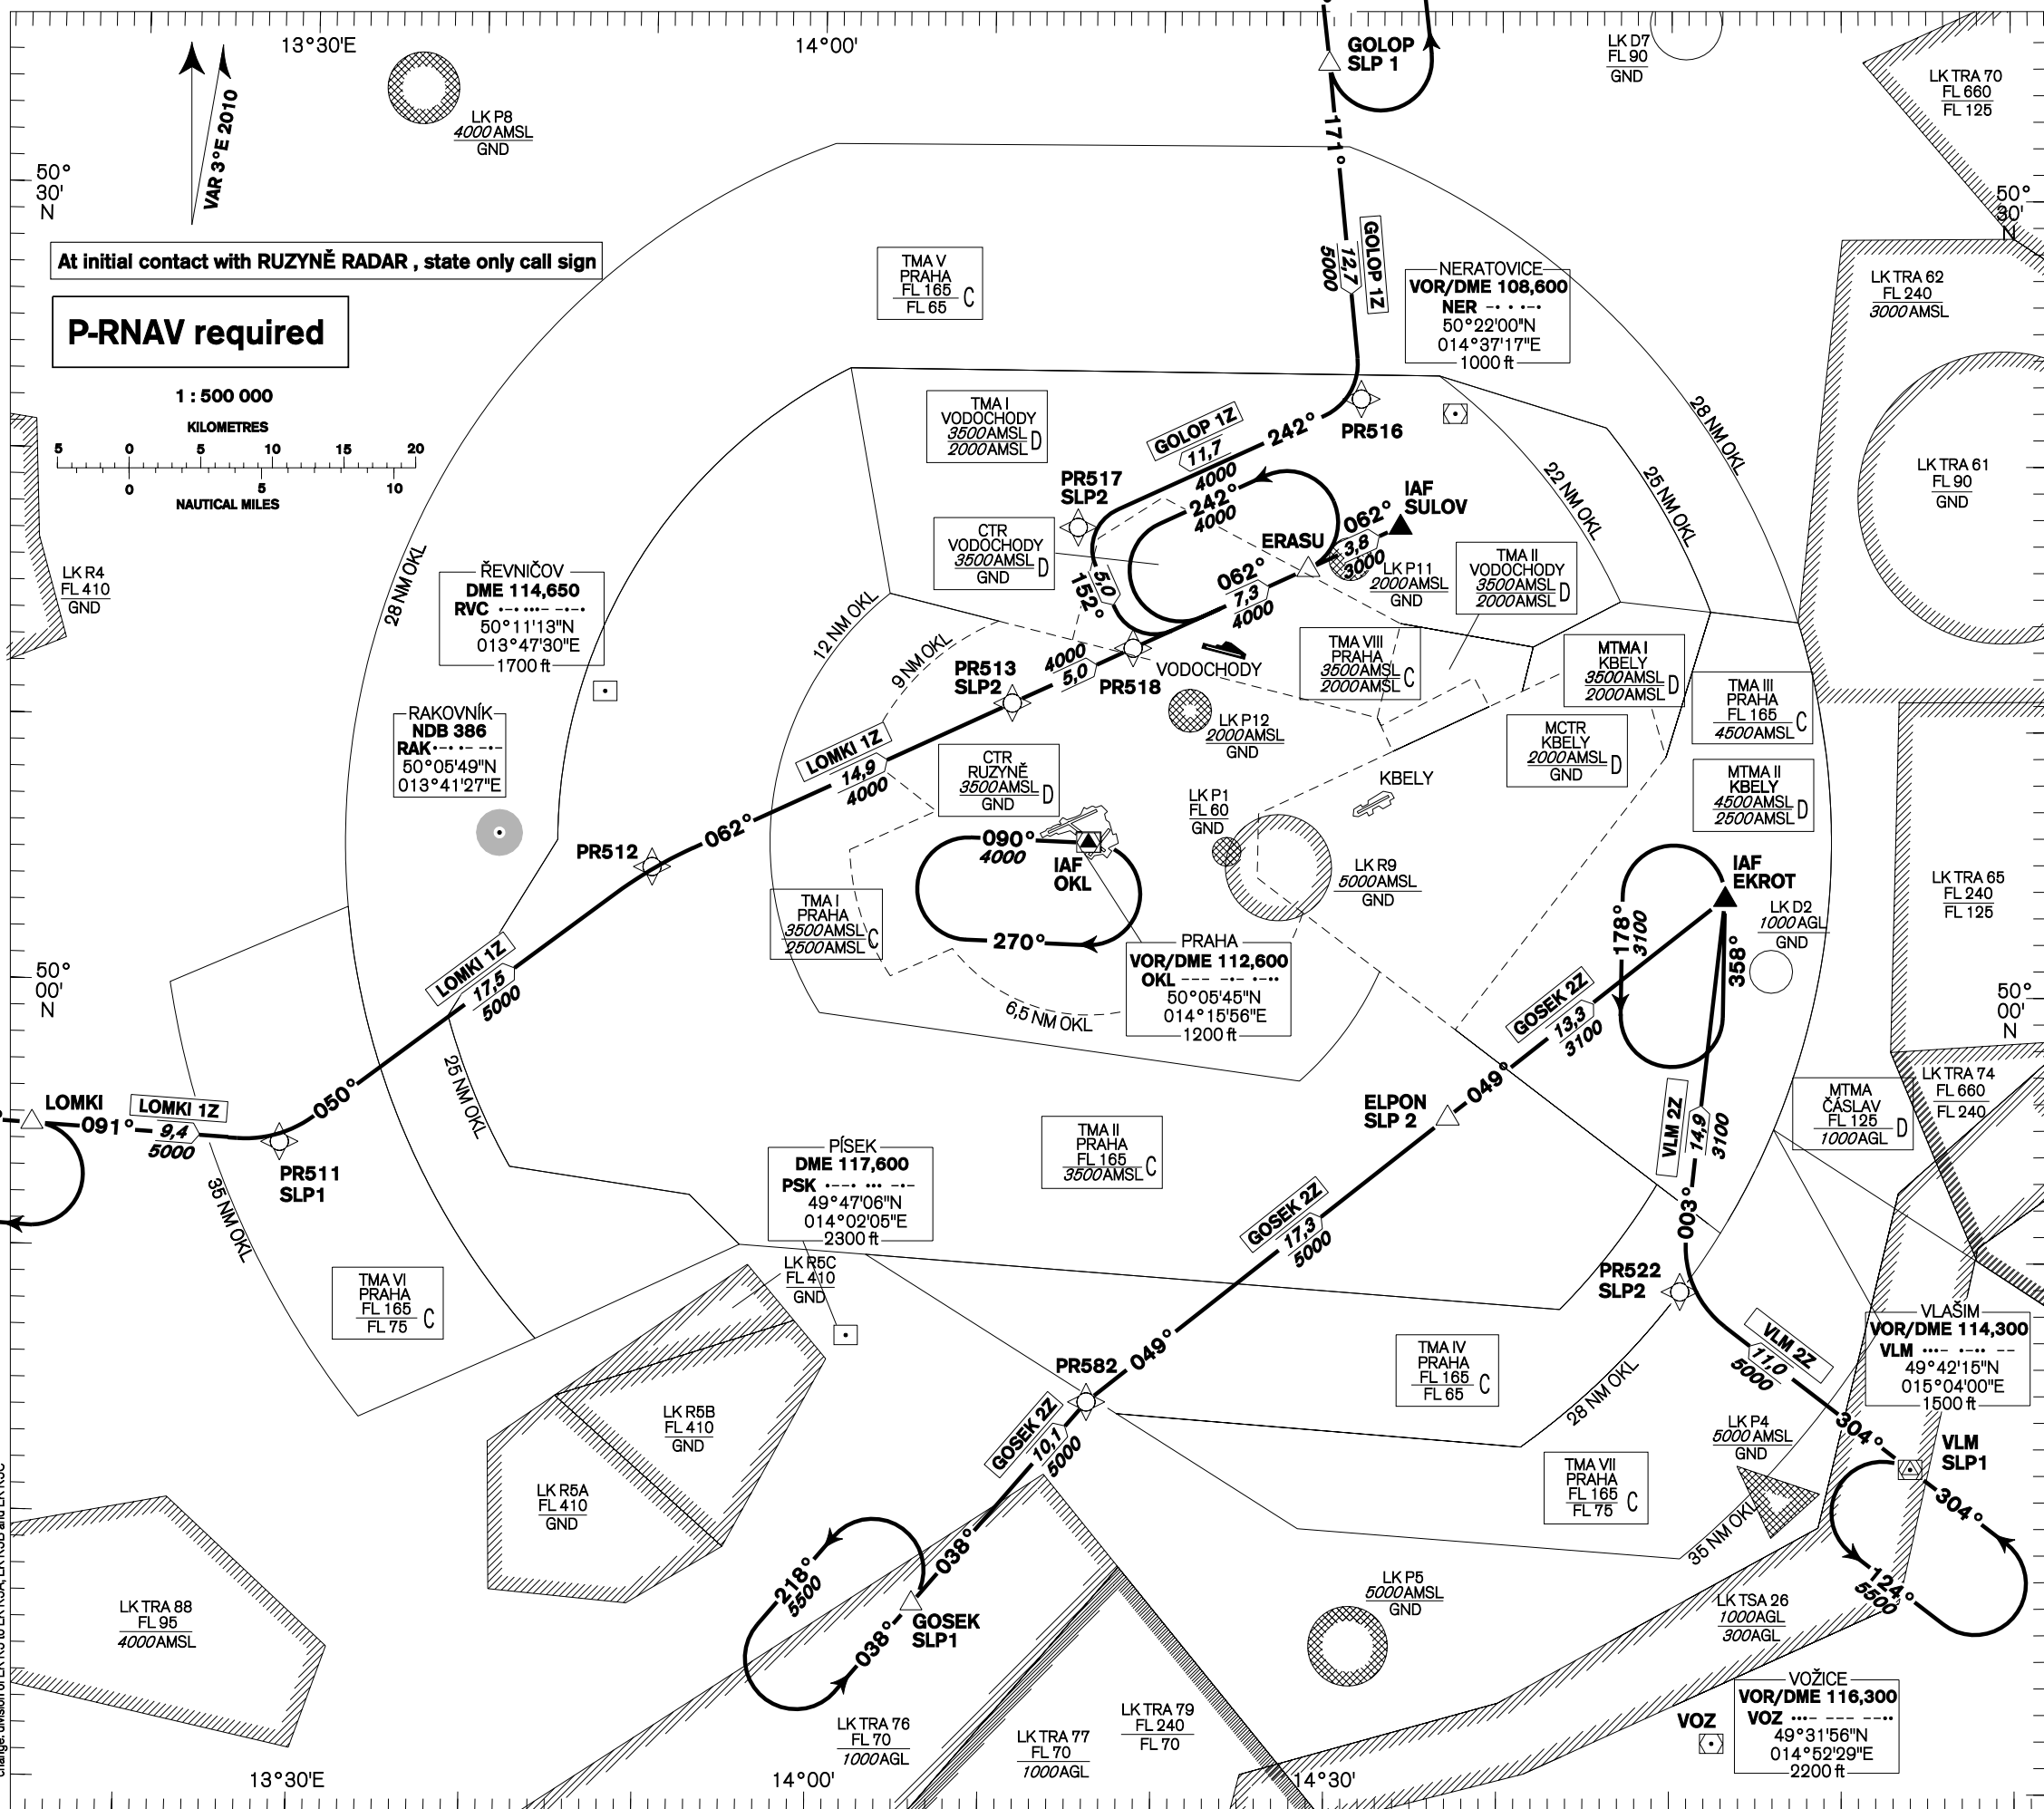 13°30'E
14°00'
GOLOP
SLP 1
LK D7
FL 90
GND
LK TRA 70
FL 660
FL 125
VAR 3°E 2010
LK P8
4000 AMSL
GND
171°
50°
30'
N
50°
30'
N
At initial contact with RUZYNĚ RADAR , state only call sign
P-RNAV required
1 : 500 000
KILOMETRES
5 0 5 10 15 20
0 5 10
NAUTICAL MILES
TMA V
PRAHA
FL 165
FL 65
C
GOLOP 1Z
12,7
5000
NERATOVICE
VOR/DME 108,600
NER -· · ·-·
50°22'00"N
014°37'17"E
1000 ft
LK TRA 62
FL 240
3000 AMSL
28 NM OKL
TMA I
VODOCHODY
3500 AMSL
2000 AMSL
D
GOLOP 1Z
11,7
4000
242°
PR516
22 NM OKL
25 NM OKL
LK TRA 61
FL 90
GND
PR517
SLP2
242°
4000
IAF
SULOV
062°
3,8
3000
ERASU
CTR
VODOCHODY
3500 AMSL
GND
D
LK P11
2000 AMSL
GND
TMA II
VODOCHODY
3500 AMSL
2000 AMSL
D
LK R4
FL 410
GND
28 NM OKL
ŘEVNIČOV
DME 114,650
RVC ·-· ···- -·-·
50°11'13"N
013°47'30"E
1700 ft
12 NM OKL
9 NM OKL
5,0
152°
062°
7,3
4000
PR513
SLP2
4000
5,0
PR518
VODOCHODY
TMA VIII
PRAHA
3500 AMSL
2000 AMSL
C
MTMA I
KBELY
3500 AMSL
2000 AMSL
D
TMA III
PRAHA
FL 165
4500 AMSL
C
RAKOVNÍK
NDB 386
RAK ·-· ·- -·-
50°05'49"N
013°41'27"E
LK P12
2000 AMSL
GND
MCTR
KBELY
2000 AMSL
GND
D
LOMKI 1Z
14,9
4000
CTR
RUZYNĚ
3500 AMSL
GND
D
KBELY
MTMA II
KBELY
4500 AMSL
2500 AMSL
D
LK P1
FL 60
GND
062°
PR512
090°
4000
IAF
OKL
LK R9
5000 AMSL
GND
IAF
EKROT
LK TRA 65
FL 240
FL 125
TMA I
PRAHA
3500 AMSL
2500 AMSL
C
270°
LK D2
1000 AGL
GND
178°
3100
358°
PRAHA
VOR/DME 112,600
OKL --- -·- ·-··
50°05'45"N
014°15'56"E
1200 ft
LOMKI 1Z
17,5
5000
50°
00'
N
50°
00'
N
6,5 NM OKL
GOSEK 2Z
13,3
3100
25 NM OKL
LOMKI
LOMKI 1Z
091°
9,4
5000
050°
ELPON
SLP 2
049°
VLM 2Z
14,9
3100
MTMA
ČÁSLAV
FL 125
1000 AGL
D
LK TRA 74
FL 660
FL 240
PR511
SLP1
35 NM OKL
PÍSEK
DME 117,600
PSK ·--· ··· -·-
49°47'06"N
014°02'05"E
2300 ft
TMA II
PRAHA
FL 165
3500 AMSL
C
GOSEK 2Z
17,3
5000
003°
PR522
SLP2
LK R5C
FL 410
GND
TMA VI
PRAHA
FL 165
FL 75
C
VLAŠIM
VOR/DME 114,300
VLM ···- ·-·· --
49°42'15"N
015°04'00"E
1500 ft
VLM 2Z
11,0
5000
PR582
049°
TMA IV
PRAHA
FL 165
FL 65
C
28 NM OKL
LK R5B
FL 410
GND
GOSEK 2Z
10,1
5000
LK P4
5000 AMSL
GND
304°
VLM
SLP1
TMA VII
PRAHA
FL 165
FL 75
C
LK R5A
FL 410
GND
35 NM OKL
304°
038°
218°
5500
GOSEK
SLP1
038°
LK P5
5000 AMSL
GND
124°
5500
LK TSA 26
1000 AGL
300 AGL
LK TRA 88
FL 95
4000 AMSL
VOŽICE
VOR/DME 116,300
VOZ ···- --- --··
49°31'56"N
014°52'29"E
2200 ft
VOZ
LK TRA 76
FL 70
1000 AGL
LK TRA 77
FL 70
1000 AGL
LK TRA 79
FL 240
FL 70
13°30'E
14°00'
14°30'